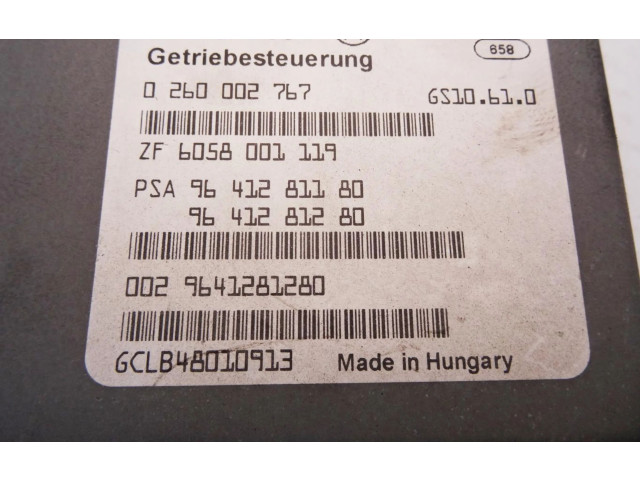 658
Getriebesteuerung
0 260 002 767 GS10.61.0
ZF 6058 001 119
PSA 96 412 811 80
96 412 812 80
002 9641281280
GCLB48010913 Made in Hungary